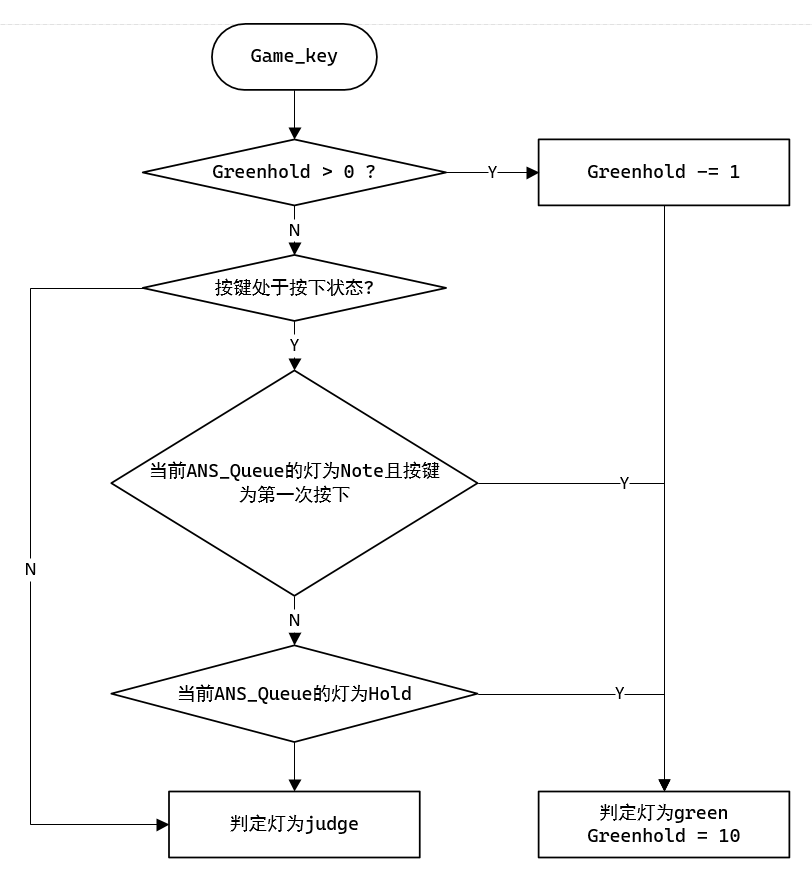 Game_key
Greenhold > 0 ?
Y
Greenhold -= 1
N
按键处于按下状态?
Y
当前ANS_Queue的灯为Note且按键
为第一次按下
Y
N
N
当前ANS_Queue的灯为Hold
Y
判定灯为judge
判定灯为green
Greenhold = 10